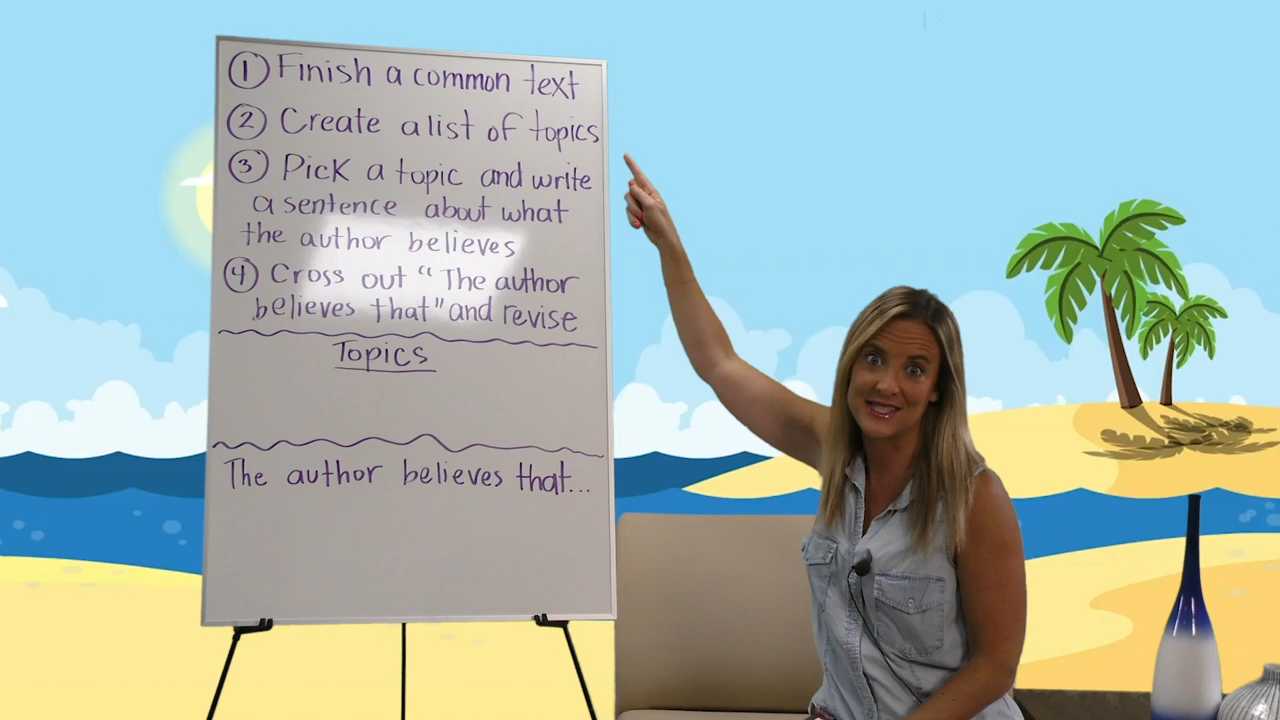 ① Finish a common text
② Create a list of topics
③ Pick a topic and write
a sentence about what
the author believes
④ Cross out "The author
believes that" and revise
Topics
The author believes that...